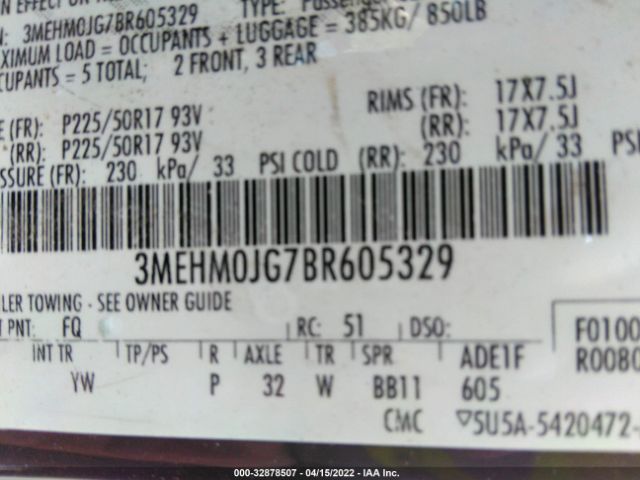 N EFFECT ON
N: 3MEHM0JG7BR605329 TYPE: Passenger
XIMUM LOAD = OCCUPANTS + LUGGAGE = 385KG/ 850LB
CCUPANTS = 5 TOTAL; 2 FRONT, 3 REAR
E (FR): P225/50R17 93V RIMS (FR): 17X7.5J
(RR): P225/50R17 93V (RR): 17X7.5J
SSURE (FR): 230 kPa/ 33 PSI COLD (RR): 230 kPa/ 33 PSI
3MEHM0JG7BR605329
LER TOWING - SEE OWNER GUIDE
T PNT: FQ RC: 51 DSO: F0100
INT TR TP/PS R AXLE TR SPR ADE1F R0080
YW P 32 W BB11 605
CMC 5U5A-5420472-
000-32878507 - 04/15/2022 - IAA Inc.